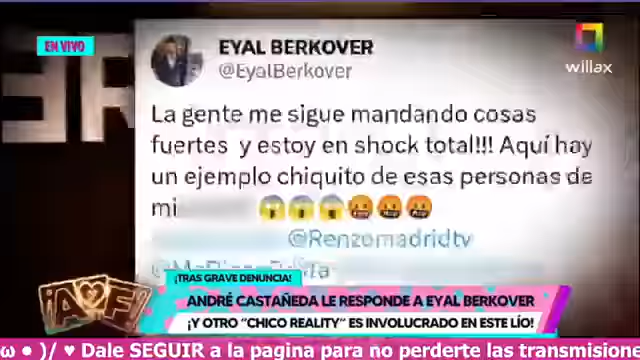 EN VIVO
EYAL BERKOVER
@EyalBerkover
willax
La gente me sigue mandando cosas
fuertes y estoy en shock total!!! Aquí hay
un ejemplo chiquito de esas personas de
mi 😱😱😱🤬🤬🤬
@Renzomadridtv
¡TRAS GRAVE DENUNCIA!
¡A♥F!
ANDRÉ CASTAÑEDA LE RESPONDE A EYAL BERKOVER
¡Y OTRO "CHICO REALITY" ES INVOLUCRADO EN ESTE LÍO!
ω ● )/ ♥ Dale SEGUIR a la pagina para no perderte las transmisione